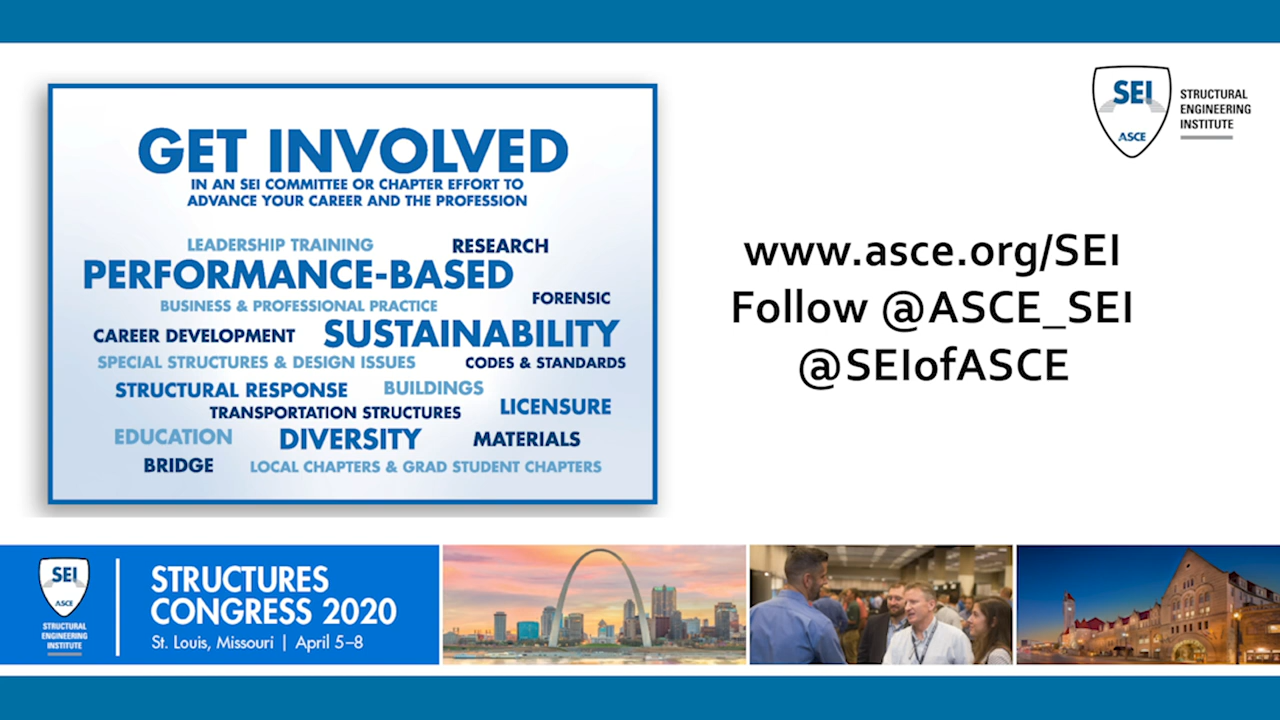 GET INVOLVED
IN AN SEI COMMITTEE OR CHAPTER EFFORT TO
ADVANCE YOUR CAREER AND THE PROFESSION
LEADERSHIP TRAINING
RESEARCH
PERFORMANCE-BASED
BUSINESS & PROFESSIONAL PRACTICE
FORENSIC
CAREER DEVELOPMENT
SUSTAINABILITY
SPECIAL STRUCTURES & DESIGN ISSUES
CODES & STANDARDS
STRUCTURAL RESPONSE
BUILDINGS
TRANSPORTATION STRUCTURES
LICENSURE
EDUCATION
DIVERSITY
MATERIALS
BRIDGE
LOCAL CHAPTERS & GRAD STUDENT CHAPTERS
SEI
ASCE
STRUCTURAL
ENGINEERING
INSTITUTE
www.asce.org/SEI
Follow @ASCE_SEI
@SEIofASCE
SEI
ASCE
STRUCTURAL
ENGINEERING
INSTITUTE
STRUCTURES
CONGRESS 2020
St. Louis, Missouri | April 5–8